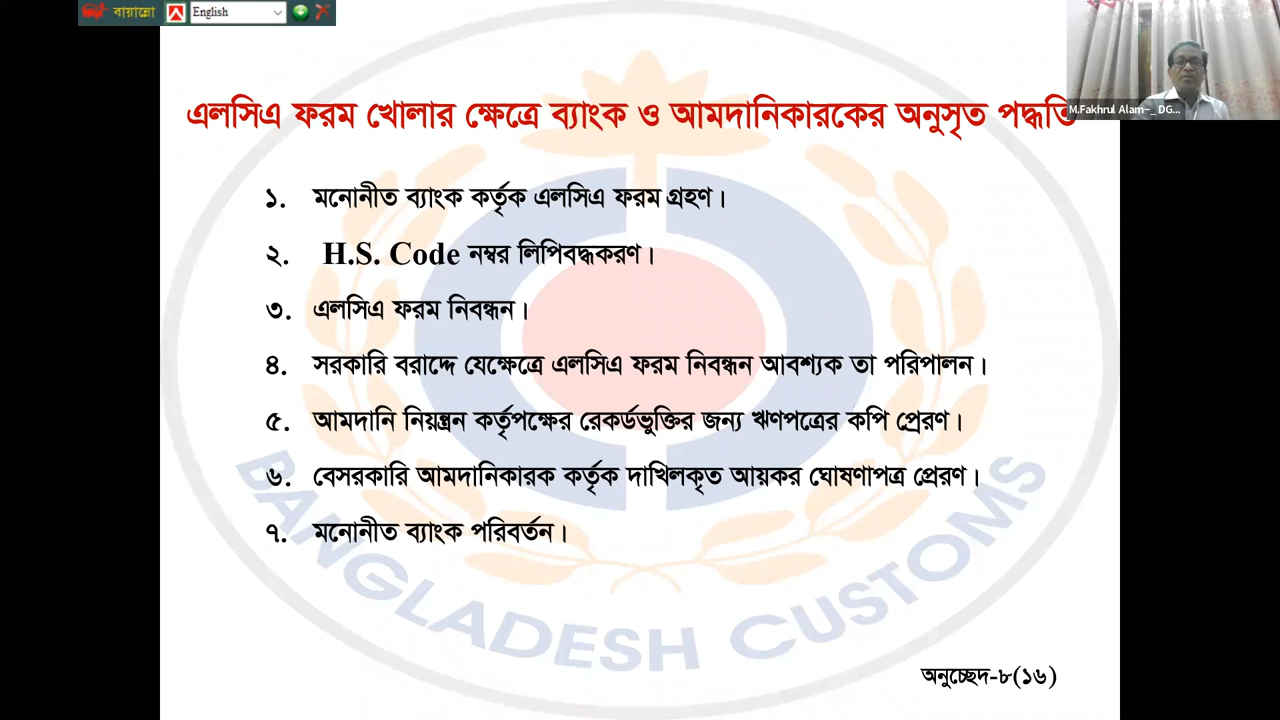 বায়ান্নো
English
M.Fakhrul Alam-_ DG...
এলসিএ ফরম খোলার ক্ষেত্রে ব্যাংক ও আমদানিকারকের অনুসৃত পদ্ধতি
১. মনোনীত ব্যাংক কর্তৃক এলসিএ ফরম গ্রহণ।
২. H.S. Code নম্বর লিপিবদ্ধকরণ।
৩. এলসিএ ফরম নিবন্ধন।
৪. সরকারি বরাদ্দে যেক্ষেত্রে এলসিএ ফরম নিবন্ধন আবশ্যক তা পরিপালন।
৫. আমদানি নিয়ন্ত্রন কর্তৃপক্ষের রেকর্ডভুক্তির জন্য ঋণপত্রের কপি প্রেরণ।
৬. বেসরকারি আমদানিকারক কর্তৃক দাখিলকৃত আয়কর ঘোষণাপত্র প্রেরণ।
৭. মনোনীত ব্যাংক পরিবর্তন।
BANGLADESH CUSTOMS
অনুচ্ছেদ-৮(১৬)